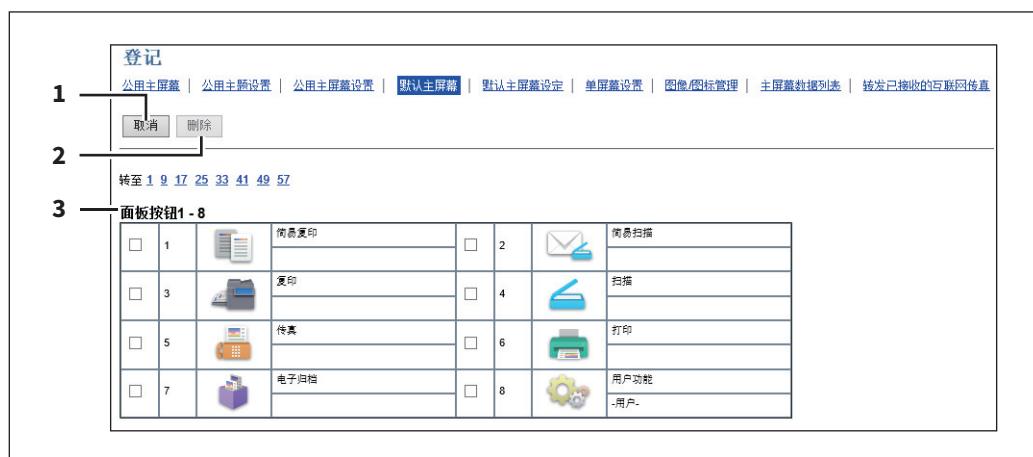 登记
公用主屏幕 | 公用主题设置 | 公用主屏幕设置 | 默认主屏幕 | 默认主屏幕设定 | 单屏幕设置 | 图像/图标管理 | 主屏幕数据列表 | 转发已接收的互联网传真
1
取消 删除
2
转至 1 9 17 25 33 41 49 57
3
面板按钮1 - 8
1 简易复印 2 简易扫描
3 复印 4 扫描
5 传真 6 打印
7 电子归档 8 用户功能
-用户-